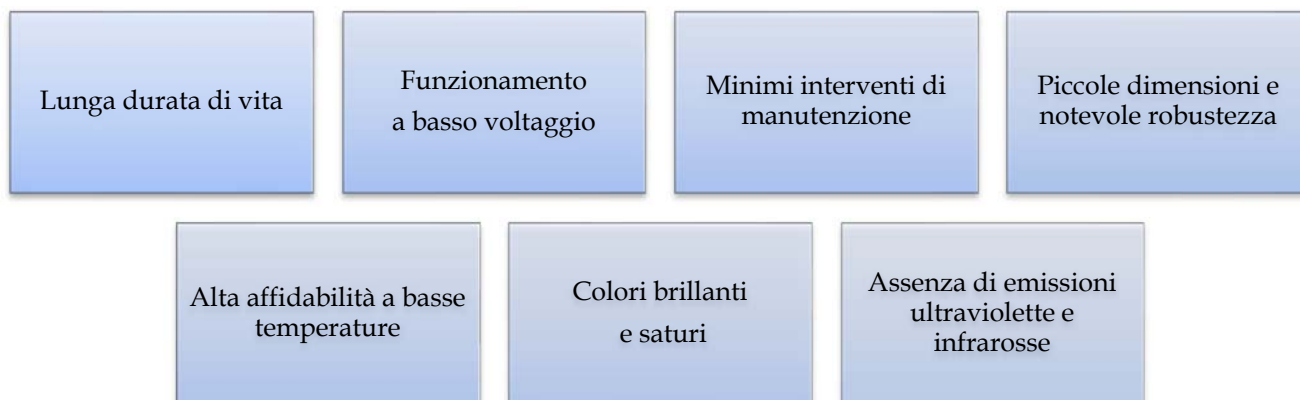 Lunga durata di vita
Funzionamento
a basso voltaggio
Minimi interventi di
manutenzione
Piccole dimensioni e
notevole robustezza
Alta affidabilità a basse
temperature
Colori brillanti
e saturi
Assenza di emissioni
ultraviolette e
infrarosse